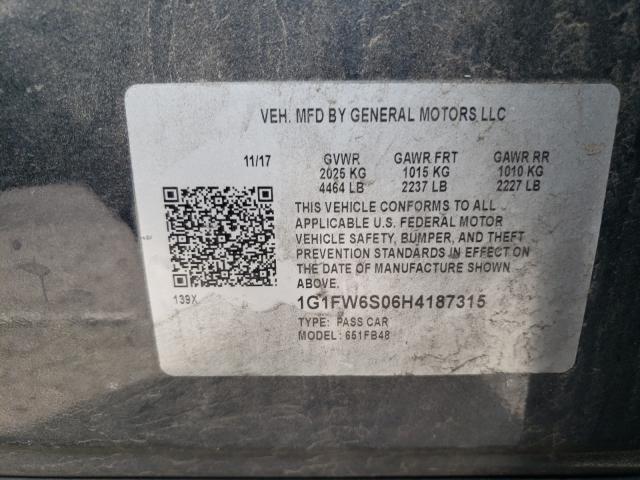 VEH. MFD BY GENERAL MOTORS LLC
11/17 GVWR GAWR FRT GAWR RR
2025 KG 1015 KG 1010 KG
4464 LB 2237 LB 2227 LB
THIS VEHICLE CONFORMS TO ALL
APPLICABLE U.S. FEDERAL MOTOR
VEHICLE SAFETY, BUMPER, AND THEFT
PREVENTION STANDARDS IN EFFECT ON
THE DATE OF MANUFACTURE SHOWN
ABOVE.
139X 1G1FW6S06H4187315
TYPE: PASS CAR
MODEL: 651FB48